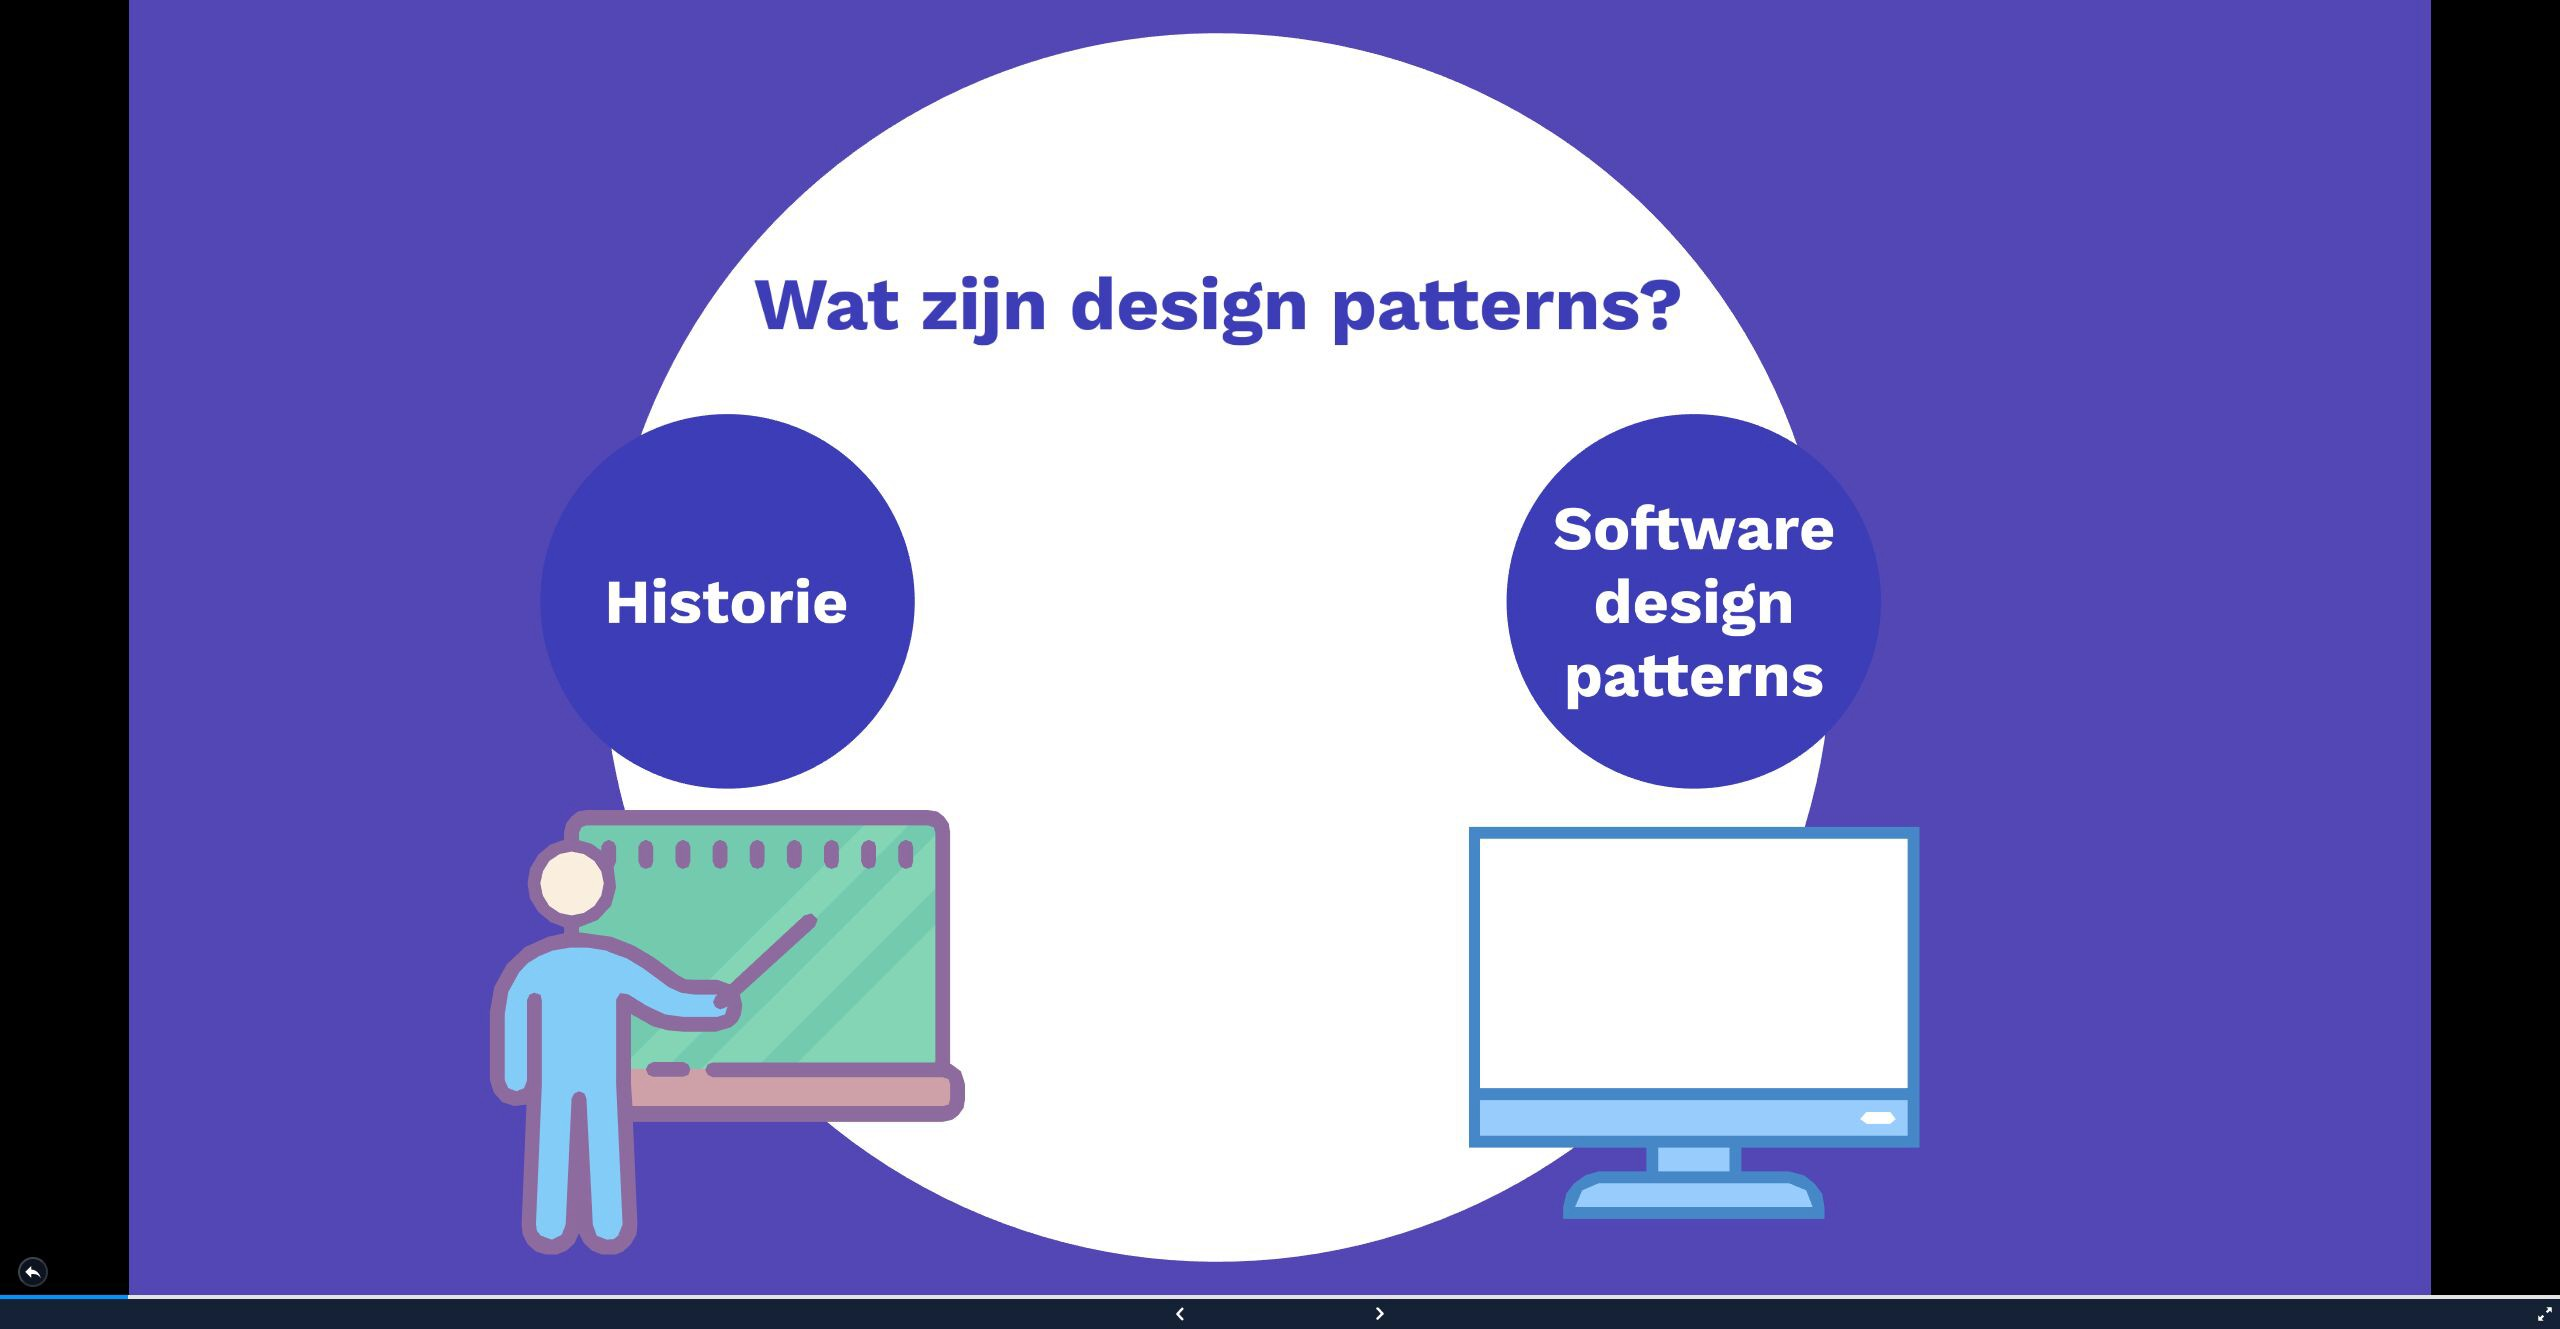 Wat zijn design patterns?
Historie
Software
design
patterns